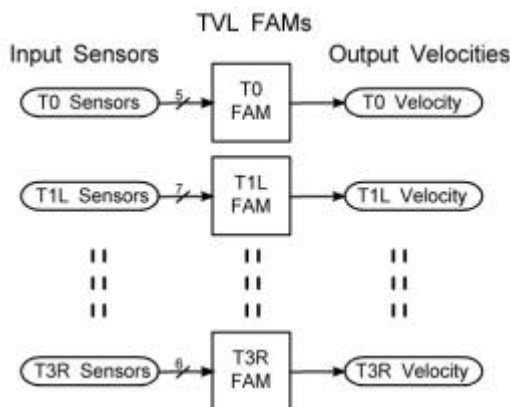 TVL FAMs
Input Sensors
Output Velocities
T0 Sensors
5
T0
FAM
T0 Velocity
T1L Sensors
7
T1L
FAM
T1L Velocity
T3R Sensors
6
T3R
FAM
T3R Velocity